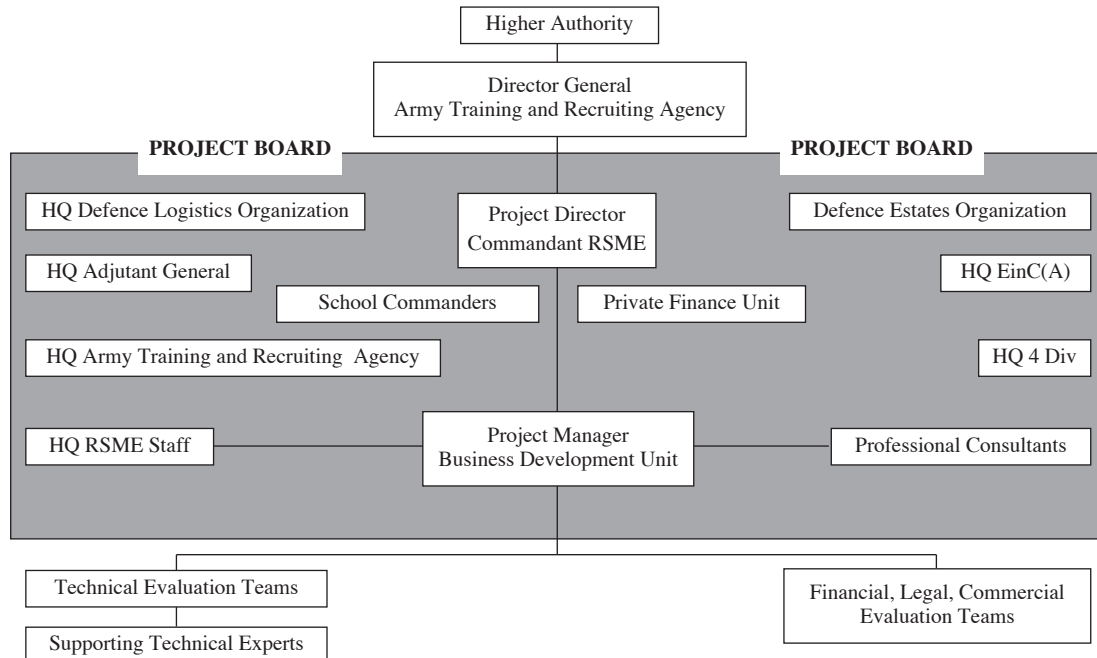 Higher Authority
Director General
Army Training and Recruiting Agency
PROJECT BOARD
PROJECT BOARD
HQ Defence Logistics Organization
Project Director
Commandant RSME
Defence Estates Organization
HQ Adjutant General
HQ EinC(A)
School Commanders
Private Finance Unit
HQ Army Training and Recruiting Agency
HQ 4 Div
HQ RSME Staff
Project Manager
Business Development Unit
Professional Consultants
Technical Evaluation Teams
Financial, Legal, Commercial
Evaluation Teams
Supporting Technical Experts